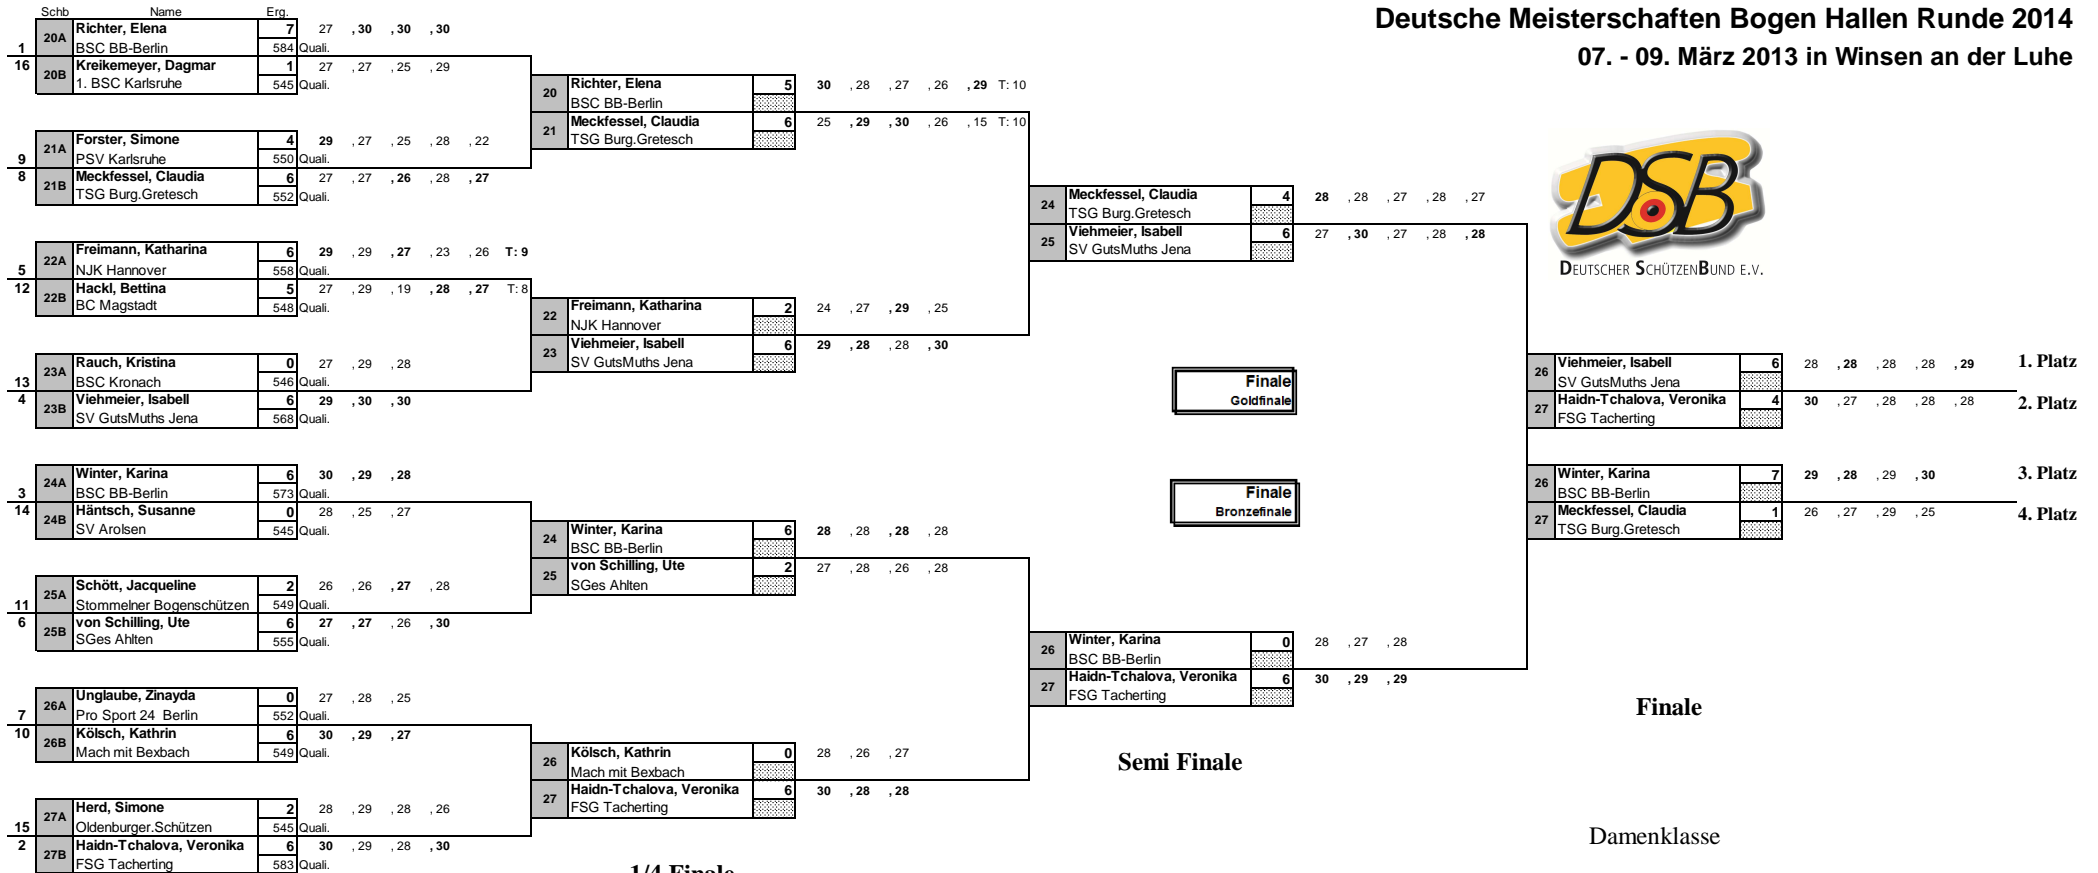 Deutsche Meisterschaften Bogen Hallen Runde 2014
07. - 09. März 2013 in Winsen an der Luhe
Schb Name Erg.
20A Richter, Elena 7 27 , 30 , 30 , 30
1 BSC BB-Berlin 584 Quali.
16 20B Kreikemeyer, Dagmar 1 27 , 27 , 25 , 29
1. BSC Karlsruhe 545 Quali.
21A Forster, Simone 4 29 , 27 , 25 , 28 , 22
9 PSV Karlsruhe 550 Quali.
8 21B Meckfessel, Claudia 6 27 , 27 , 26 , 28 , 27
TSG Burg.Gretesch 552 Quali.
22A Freimann, Katharina 6 29 , 29 , 27 , 23 , 26 T: 9
5 NJK Hannover 558 Quali.
12 22B Hackl, Bettina 5 27 , 29 , 19 , 28 , 27 T: 8
BC Magstadt 548 Quali.
23A Rauch, Kristina 0 27 , 29 , 28
13 BSC Kronach 546 Quali.
4 23B Viehmeier, Isabell 6 29 , 30 , 30
SV GutsMuths Jena 568 Quali.
24A Winter, Karina 6 30 , 29 , 28
3 BSC BB-Berlin 573 Quali.
14 24B Häntsch, Susanne 0 28 , 25 , 27
SV Arolsen 545 Quali.
25A Schött, Jacqueline 2 26 , 26 , 27 , 28
11 Stommelner Bogenschützen 549 Quali.
6 25B von Schilling, Ute 6 27 , 27 , 26 , 30
SGes Ahlten 555 Quali.
26A Unglaube, Zinayda 0 27 , 28 , 25
7 Pro Sport 24 Berlin 552 Quali.
10 26B Kölsch, Kathrin 6 30 , 29 , 27
Mach mit Bexbach 549 Quali.
27A Herd, Simone 2 28 , 29 , 28 , 26
15 Oldenburger.Schützen 545 Quali.
2 27B Haidn-Tchalova, Veronika 6 30 , 29 , 28 , 30
FSG Tacherting 583 Quali.
20 Richter, Elena 5 30 , 28 , 27 , 26 , 29 T: 10
BSC BB-Berlin
21 Meckfessel, Claudia 6 25 , 29 , 30 , 26 , 15 T: 10
TSG Burg.Gretesch
22 Freimann, Katharina 2 24 , 27 , 29 , 25
NJK Hannover
23 Viehmeier, Isabell 6 29 , 28 , 28 , 30
SV GutsMuths Jena
24 Winter, Karina 6 28 , 28 , 28 , 28
BSC BB-Berlin
25 von Schilling, Ute 2 27 , 28 , 26 , 28
SGes Ahlten
26 Kölsch, Kathrin 0 28 , 26 , 27
Mach mit Bexbach
27 Haidn-Tchalova, Veronika 6 30 , 28 , 28
FSG Tacherting
1/4 Finale
24 Meckfessel, Claudia 4 28 , 28 , 27 , 28 , 27
TSG Burg.Gretesch
25 Viehmeier, Isabell 6 27 , 30 , 27 , 28 , 28
SV GutsMuths Jena
Finale
Goldfinale
Finale
Bronzefinale
26 Winter, Karina 0 28 , 27 , 28
BSC BB-Berlin
27 Haidn-Tchalova, Veronika 6 30 , 29 , 29
FSG Tacherting
Semi Finale
DSB
DEUTSCHER SCHÜTZENBUND E.V.
26 Viehmeier, Isabell 6 28 , 28 , 28 , 28 , 29 1. Platz
SV GutsMuths Jena
27 Haidn-Tchalova, Veronika 4 30 , 27 , 28 , 28 , 28 2. Platz
FSG Tacherting
26 Winter, Karina 7 29 , 28 , 29 , 30 3. Platz
BSC BB-Berlin
27 Meckfessel, Claudia 1 26 , 27 , 29 , 25 4. Platz
TSG Burg.Gretesch
Finale
Damenklasse